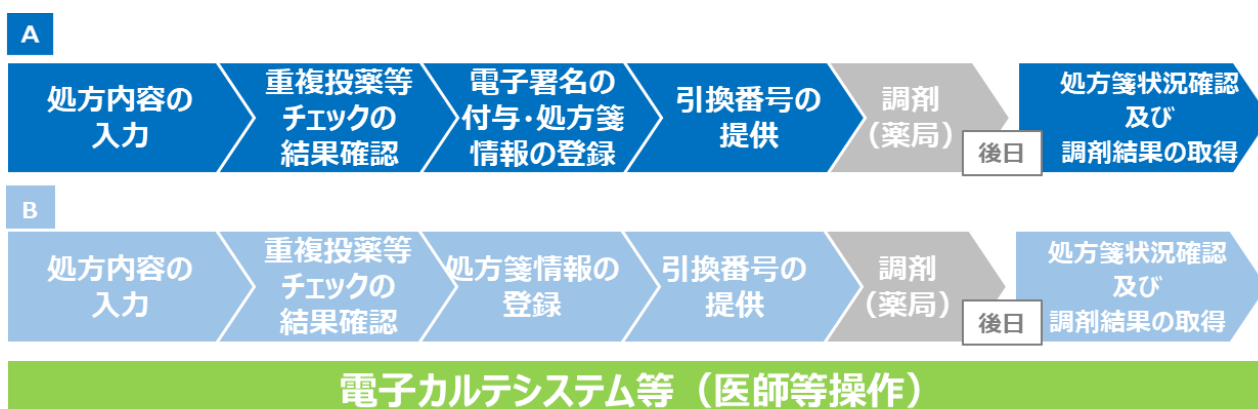 A
処方内容の
入力
重複投薬等
チェックの
結果確認
電子署名の
付与・処方箋
情報の登録
引換番号の
提供
調剤
（薬局）
後日
処方箋状況確認
及び
調剤結果の取得
B
処方内容の
入力
重複投薬等
チェックの
結果確認
処方箋情報の
登録
引換番号の
提供
調剤
（薬局）
後日
処方箋状況確認
及び
調剤結果の取得
電子カルテシステム等（医師等操作）